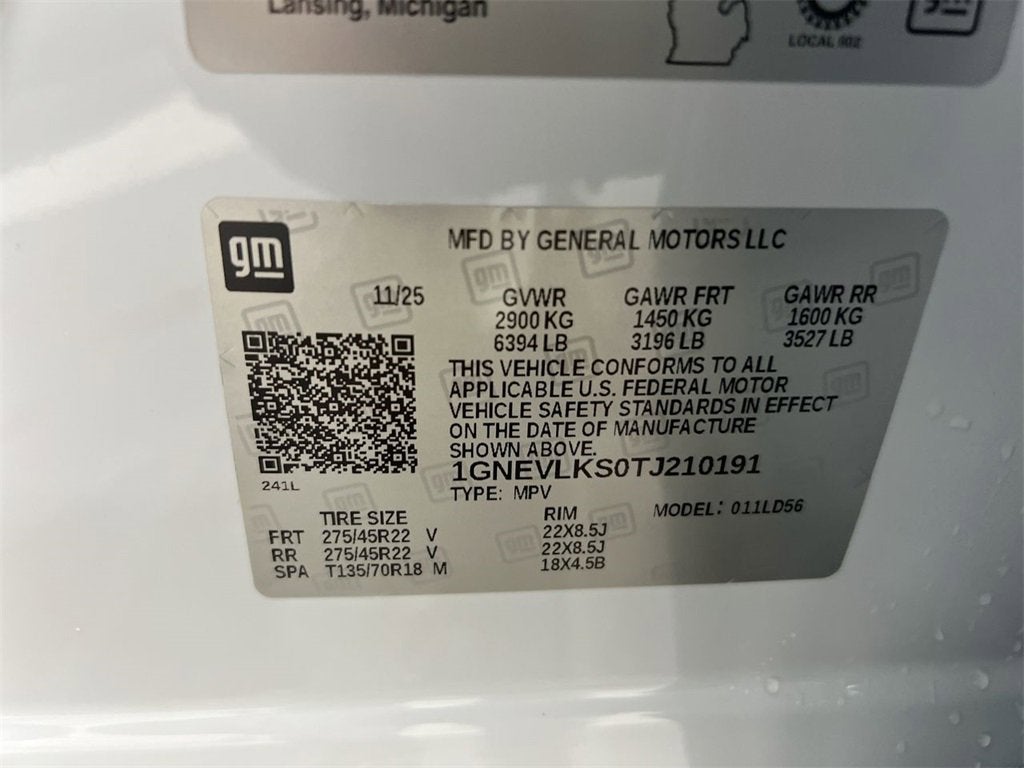 Lansing, Michigan
LOCAL 602
gm
MFD BY GENERAL MOTORS LLC
11/25 GVWR GAWR FRT GAWR RR
2900 KG 1450 KG 1600 KG
6394 LB 3196 LB 3527 LB
THIS VEHICLE CONFORMS TO ALL
APPLICABLE U.S. FEDERAL MOTOR
VEHICLE SAFETY STANDARDS IN EFFECT
ON THE DATE OF MANUFACTURE
SHOWN ABOVE.
1GNEVLKS0TJ210191
241L
TYPE: MPV
MODEL: 011LD56
TIRE SIZE RIM
FRT 275/45R22 V 22X8.5J
RR 275/45R22 V 22X8.5J
SPA T135/70R18 M 18X4.5B